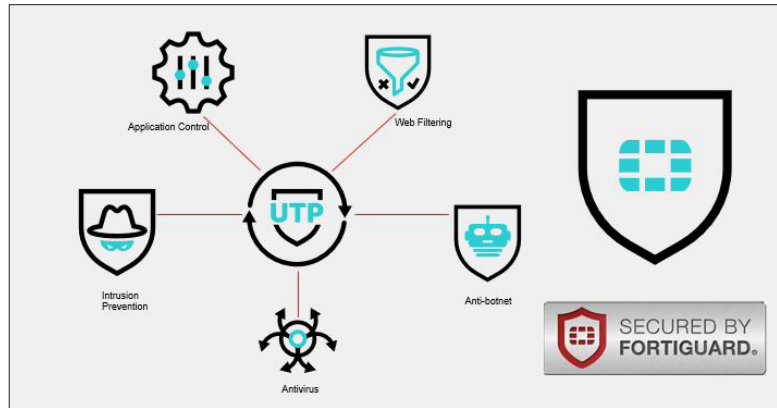 Application Control
Web Filtering
UTP
Intrusion
Prevention
Anti-botnet
Antivirus
SECURED BY
FORTIGUARD®